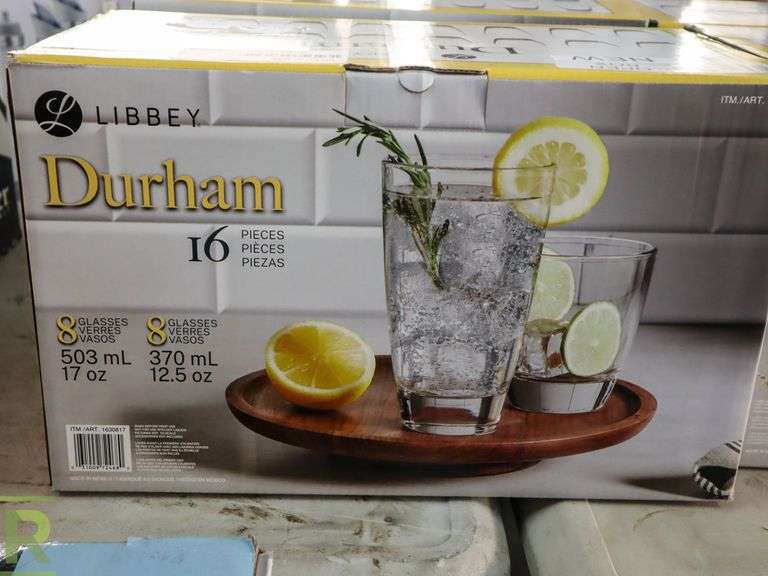 LIBBEY
Durham
16 PIECES
PIÈCES
PIEZAS
8 GLASSES
VERRES
VASOS
503 mL
17 oz
8 GLASSES
VERRES
VASOS
370 mL
12.5 oz
ITM./ART.
ITM./ART. 1630817
R